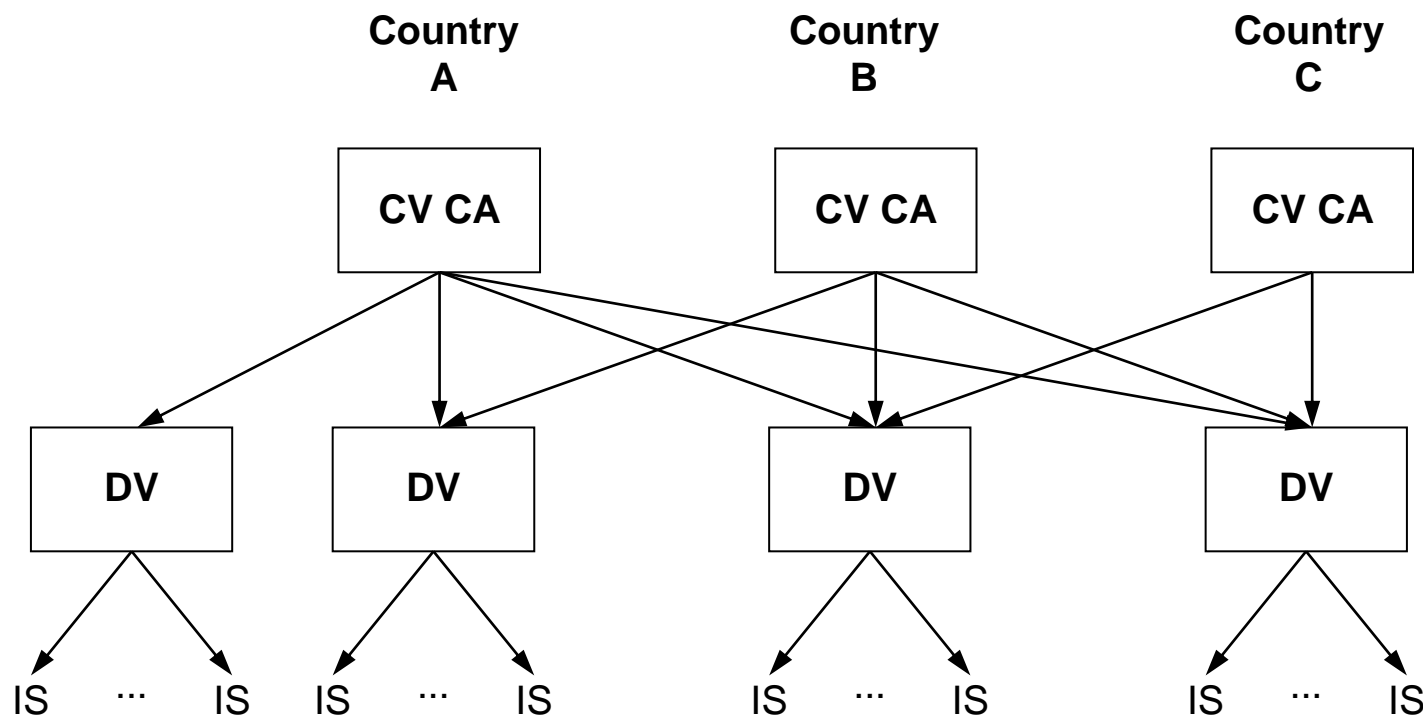 Country
A
Country
B
Country
C
CV CA
CV CA
CV CA
DV
DV
DV
DV
IS ... IS
IS ... IS
IS ... IS
IS ... IS